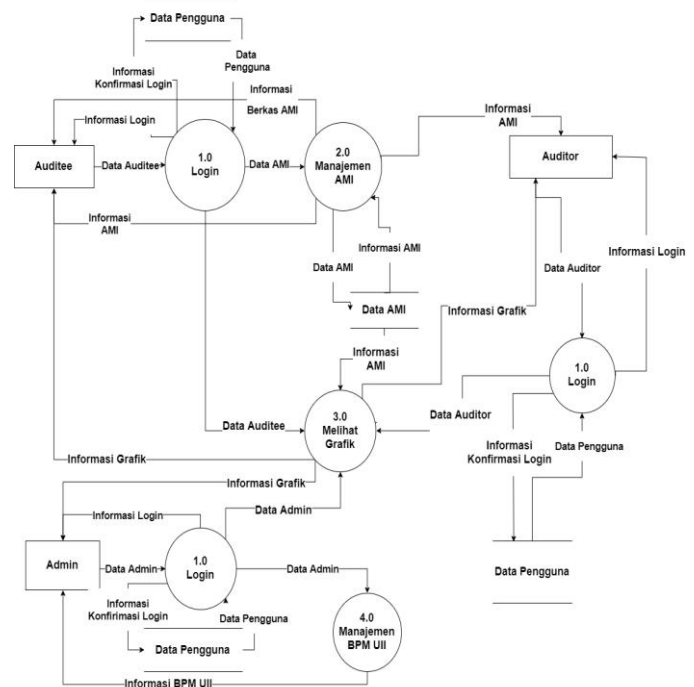 Data Pengguna
Data
Pengguna
Informasi
Konfirmasi Login
Informasi
Berkas AMI
Informasi Login
Informasi
AMI
Auditee
Data Auditee
1.0
Login
Data AMI
2.0
Manajemen
AMI
Auditor
Informasi
AMI
Informasi AMI
Data AMI
Data AMI
Informasi Login
Data Auditor
Informasi Grafik
Informasi
AMI
1.0
Login
3.0
Melihat
Grafik
Data Auditee
Data Auditor
Informasi
Konfirmasi Login
Data Pengguna
Informasi Grafik
Informasi Grafik
Data Admin
Informasi Login
Admin
Data Admin
1.0
Login
Data Admin
Data Pengguna
Informasi
Konfirimasi Login
Data Pengguna
4.0
Manajemen
BPM UII
Data Pengguna
Informasi BPM UII